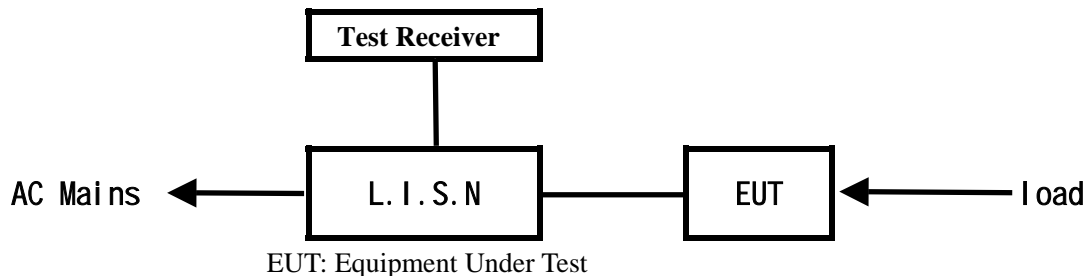 Test Receiver
AC Mains
L.I.S.N
EUT
load
EUT: Equipment Under Test